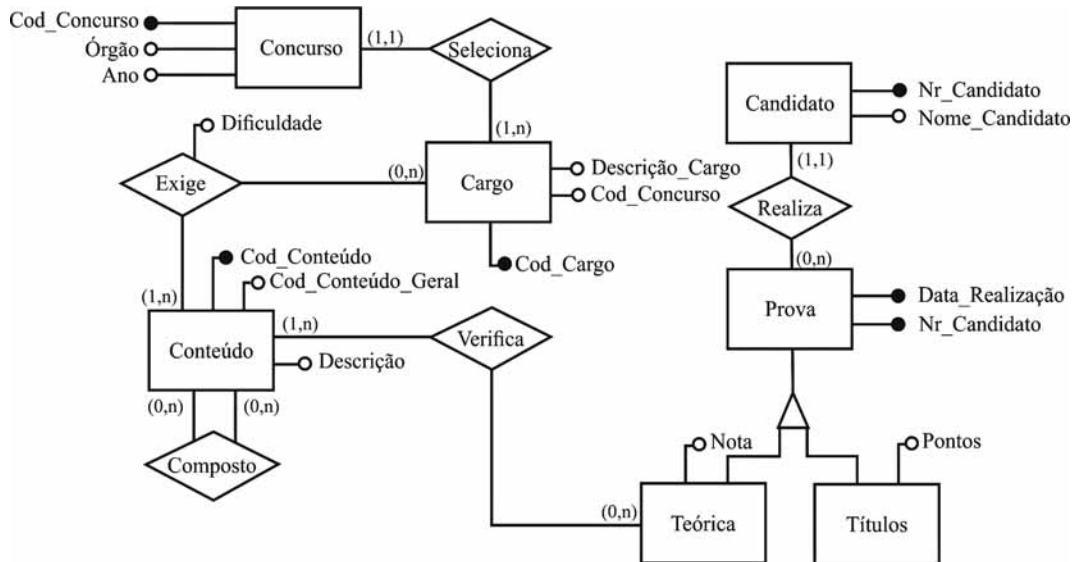 Cod_Concurso
Órgão
Ano
Concurso
(1,1)
Seleciona
Candidato
Nr_Candidato
Nome_Candidato
Dificuldade
(1,n)
(1,1)
Exige
(0,n)
Cargo
Descrição_Cargo
Cod_Concurso
Realiza
Cod_Conteúdo
Cod_Conteúdo_Geral
Cod_Cargo
(0,n)
(1,n)
(1,n)
Prova
Data_Realização
Nr_Candidato
Conteúdo
Verifica
Descrição
(0,n)
(0,n)
Composto
Nota
Pontos
(0,n)
Teórica
Títulos